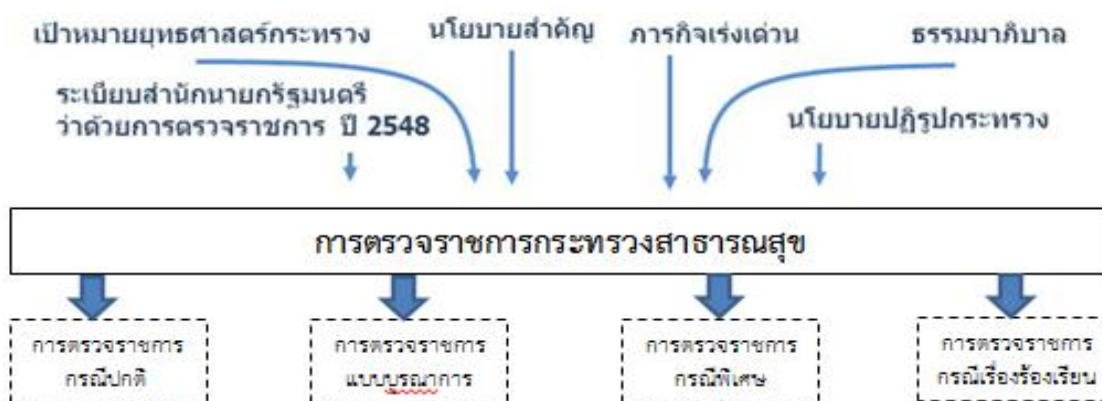 เป้าหมายยุทธศาสตร์กระทรวง
นโยบายสำคัญ
ภารกิจเร่งด่วน
ธรรมมาภิบาล
ระเบียบสำนักนายกรัฐมนตรี
ว่าด้วยการตรวจราชการ ปี 2548
นโยบายปฏิรูปกระทรวง
การตรวจราชการกระทรวงสาธารณสุข
การตรวจราชการ
กรณีปกติ
การตรวจราชการ
แบบบูรณาการ
การตรวจราชการ
กรณีพิเศษ
การตรวจราชการ
กรณีเรื่องร้องเรียน